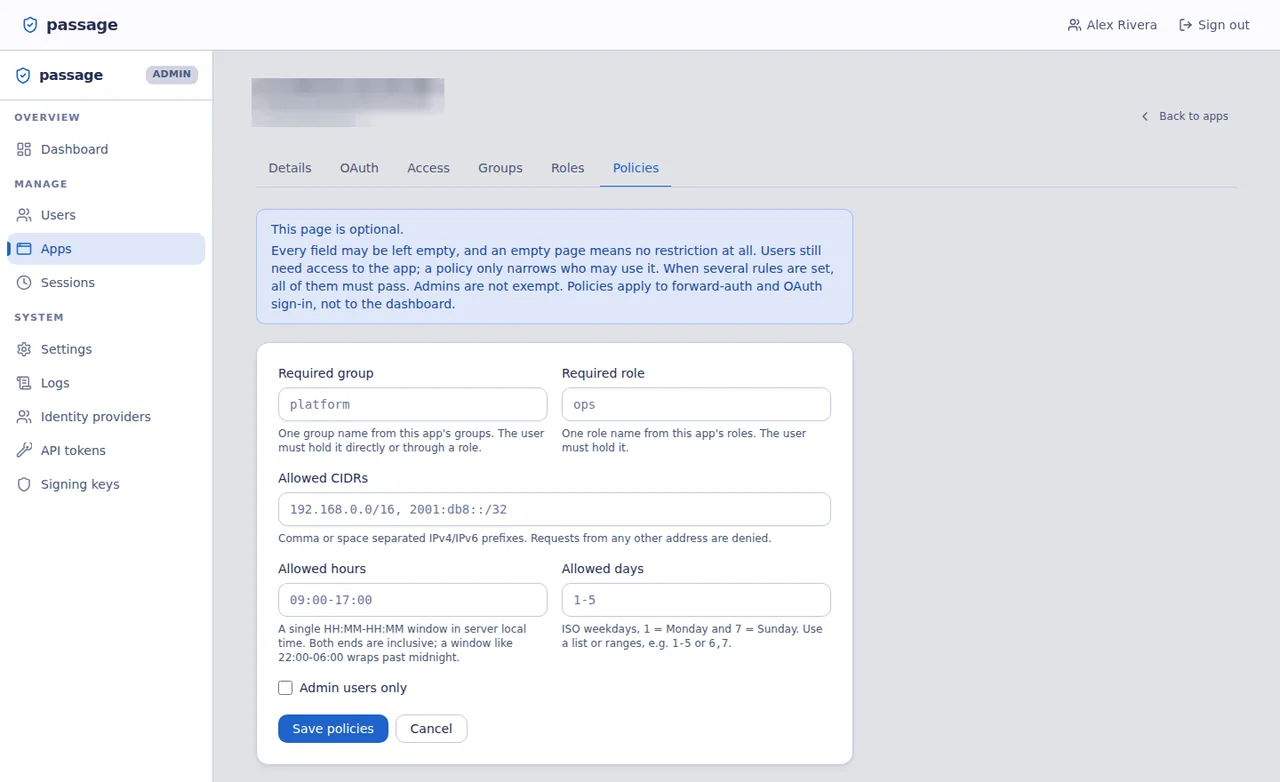 passage
Alex Rivera
Sign out
passage
ADMIN
OVERVIEW
Dashboard
MANAGE
Users
Apps
Sessions
SYSTEM
Settings
Logs
Identity providers
API tokens
Signing keys
Back to apps
Details
OAuth
Access
Groups
Roles
Policies
This page is optional.
Every field may be left empty, and an empty page means no restriction at all. Users still
need access to the app; a policy only narrows who may use it. When several rules are set,
all of them must pass. Admins are not exempt. Policies apply to forward-auth and OAuth
sign-in, not to the dashboard.
Required group
platform
One group name from this app's groups. The user
must hold it directly or through a role.
Required role
ops
One role name from this app's roles. The user
must hold it.
Allowed CIDRs
192.168.0.0/16, 2001:db8::/32
Comma or space separated IPv4/IPv6 prefixes. Requests from any other address are denied.
Allowed hours
09:00-17:00
A single HH:MM-HH:MM window in server local
time. Both ends are inclusive; a window like
22:00-06:00 wraps past midnight.
Allowed days
1-5
ISO weekdays, 1 = Monday and 7 = Sunday. Use
a list or ranges, e.g. 1-5 or 6,7.
Admin users only
Save policies
Cancel